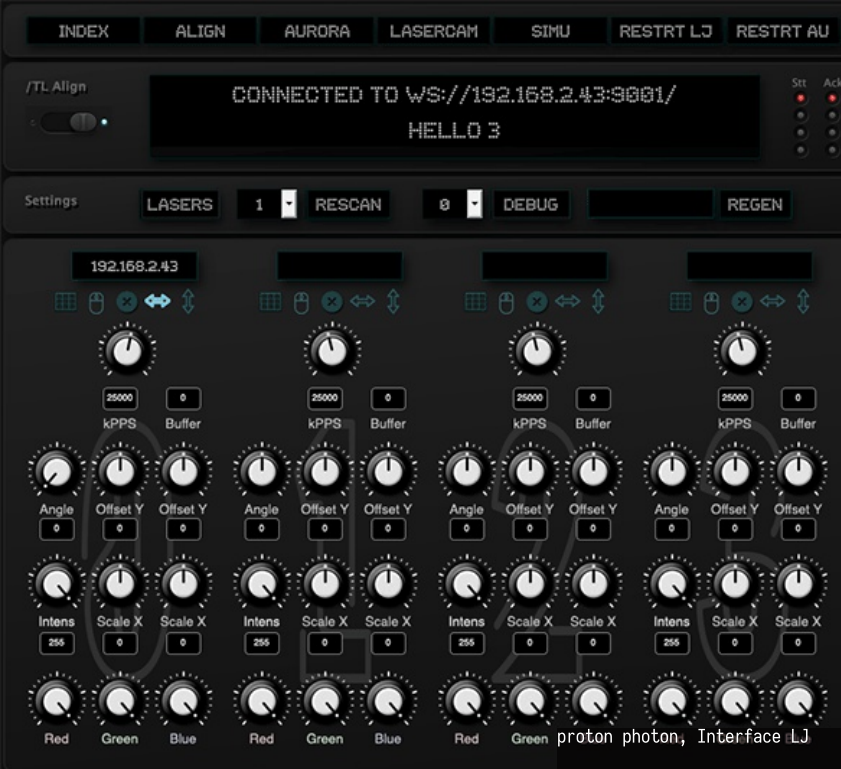 INDEX ALIGN AURORA LASERCAM SIMU RESTRT LJ RESTRT AU
/TL Align
CONNECTED TO WS://192.168.2.43:9001/
HELLO 3
Stt Ack
Settings LASERS 1 RESCAN 0 DEBUG REGEN
192.168.2.43
25000 0 25000 0 25000 0 25000 0
kPPS Buffer kPPS Buffer kPPS Buffer kPPS Buffer
0 1 2 3
Angle Offset Y Offset Y Angle Offset Y Offset Y Angle Offset Y Offset Y Angle Offset Y Offset Y
0 0 0 0 0 0 0 0 0 0 0 0
Intens Scale X Scale X Intens Scale X Scale X Intens Scale X Scale X Intens Scale X Scale X
255 0 0 255 0 0 255 0 0 255 0 0
Red Green Blue Red Green Blue Red Green
proton photon, Interface LJ